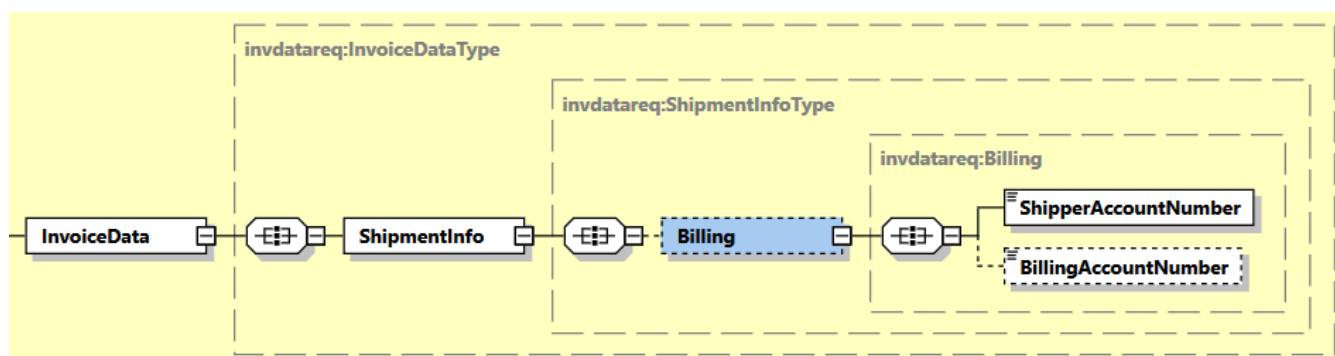 invdatareq:InvoiceDataType
invdatareq:ShipmentInfoType
invdatareq:Billing
ShipperAccountNumber
InvoiceData
ShipmentInfo
Billing
BillingAccountNumber